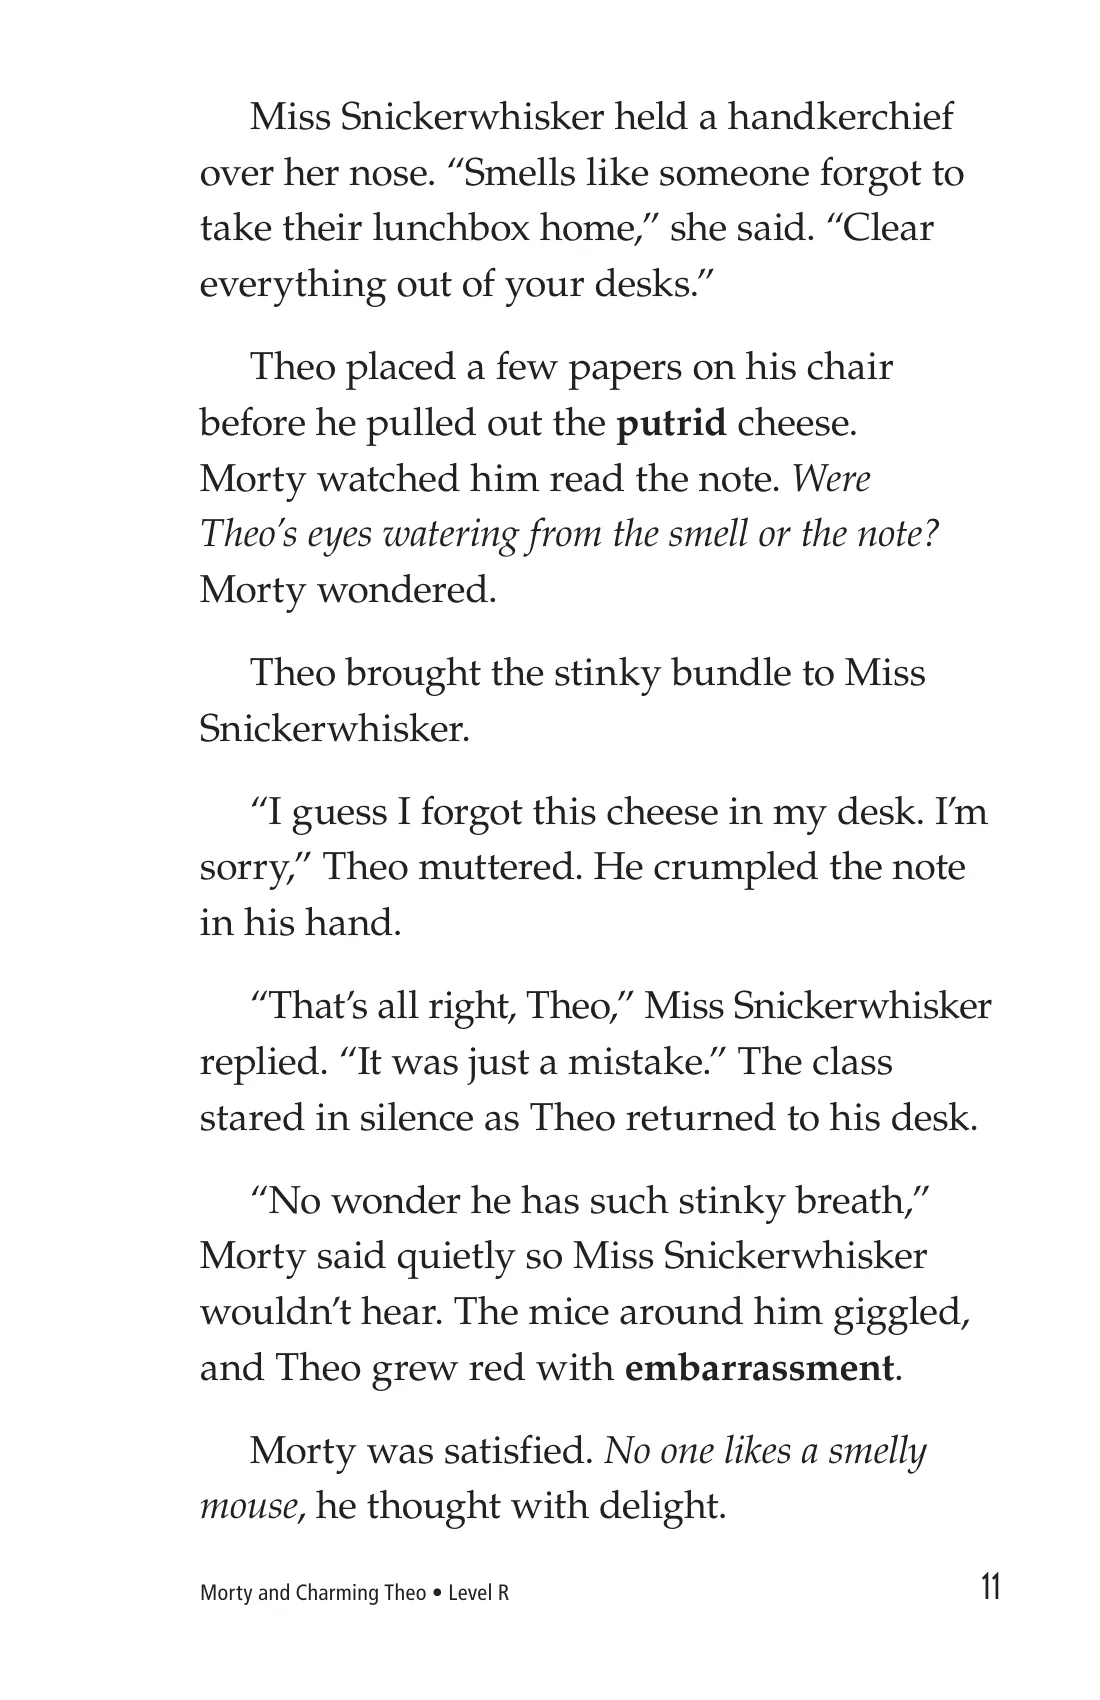 Miss Snickerwhisker held a handkerchief
over her nose. “Smells like someone forgot to
take their lunchbox home,” she said. “Clear
everything out of your desks.”
Theo placed a few papers on his chair
before he pulled out the putrid cheese.
Morty watched him read the note. Were
Theo’s eyes watering from the smell or the note?
Morty wondered.
Theo brought the stinky bundle to Miss
Snickerwhisker.
“I guess I forgot this cheese in my desk. I’m
sorry,” Theo muttered. He crumpled the note
in his hand.
“That’s all right, Theo,” Miss Snickerwhisker
replied. “It was just a mistake.” The class
stared in silence as Theo returned to his desk.
“No wonder he has such stinky breath,”
Morty said quietly so Miss Snickerwhisker
wouldn’t hear. The mice around him giggled,
and Theo grew red with embarrassment.
Morty was satisfied. No one likes a smelly
mouse, he thought with delight.
Morty and Charming Theo • Level R 11